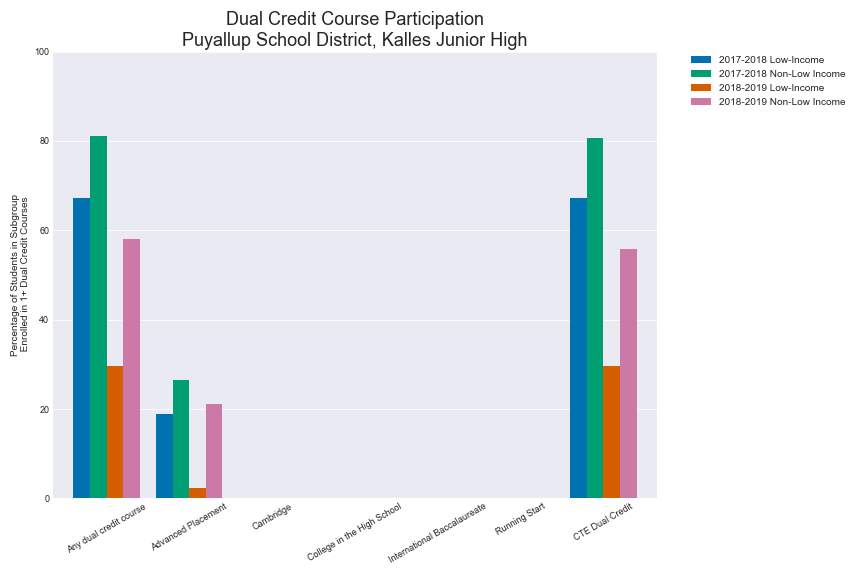 Dual Credit Course Participation
Puyallup School District, Kalles Junior High
2017-2018 Low-Income
2017-2018 Non-Low Income
2018-2019 Low-Income
2018-2019 Non-Low Income
Percentage of Students in Subgroup
Enrolled in 1+ Dual Credit Courses
100
80
60
40
20
0
Any dual credit course
Advanced Placement
Cambridge
College in the High School
International Baccalaureate
Running Start
CTE Dual Credit